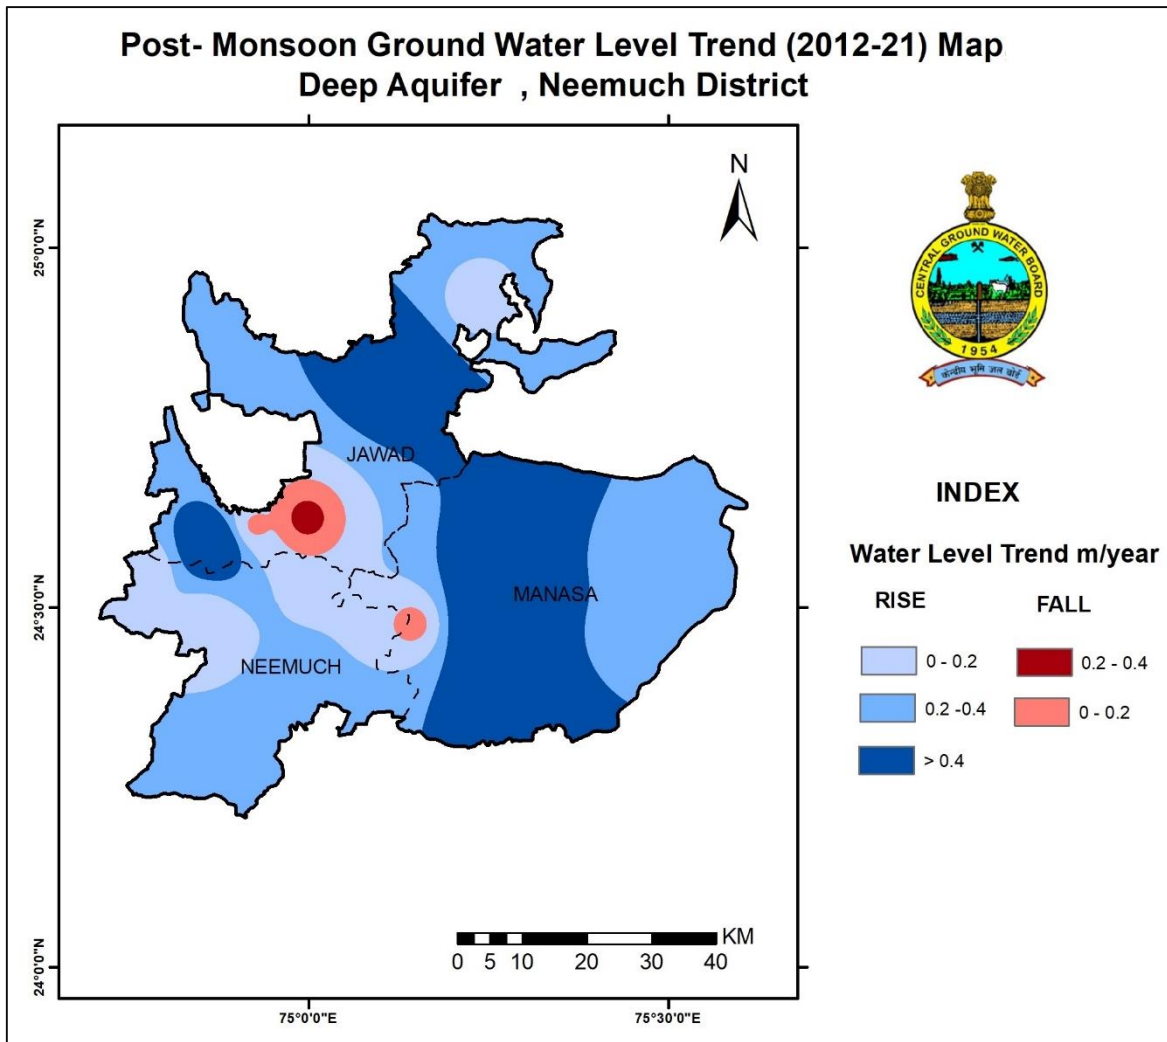 Post- Monsoon Ground Water Level Trend (2012-21) Map
Deep Aquifer , Neemuch District
N
25°0'0"N
24°30'0"N
24°0'0"N
75°0'0"E
75°30'0"E
JAWAD
MANASA
NEEMUCH
KM
0 5 10 20 30 40
CENTRAL GROUND WATER BOARD
1954
केन्द्रीय भूमि जल बोर्ड
INDEX
Water Level Trend m/year
RISE
FALL
0 - 0.2
0.2 - 0.4
0.2 -0.4
0 - 0.2
> 0.4